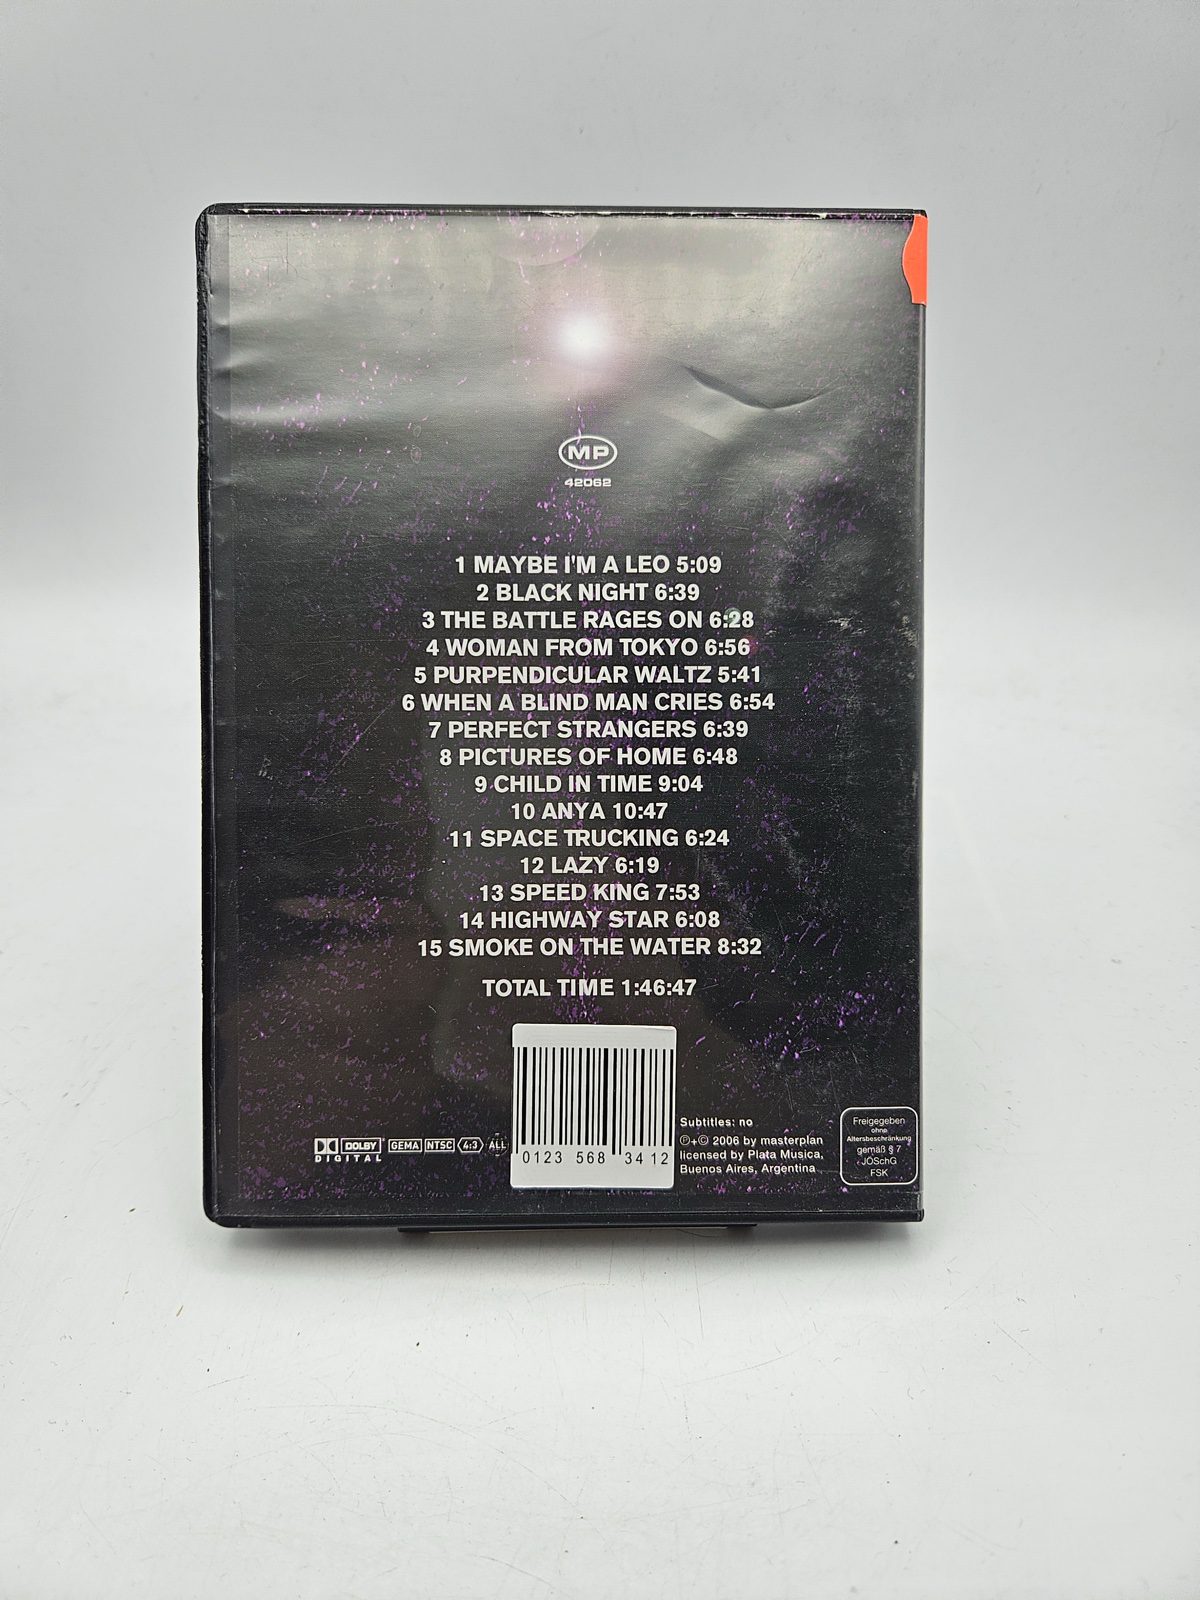 MP
42062
1 MAYBE I'M A LEO 5:09
2 BLACK NIGHT 6:39
3 THE BATTLE RAGES ON 6:28
4 WOMAN FROM TOKYO 6:56
5 PURPENDICULAR WALTZ 5:41
6 WHEN A BLIND MAN CRIES 6:54
7 PERFECT STRANGERS 6:39
8 PICTURES OF HOME 6:48
9 CHILD IN TIME 9:04
10 ANYA 10:47
11 SPACE TRUCKING 6:24
12 LAZY 6:19
13 SPEED KING 7:53
14 HIGHWAY STAR 6:08
15 SMOKE ON THE WATER 8:32
TOTAL TIME 1:46:47
DOLBY
DIGITAL
GEMA NTSC 4:3 ALL
0123 568 3412
Subtitles: no
℗+© 2006 by masterplan
licensed by Plata Musica,
Buenos Aires, Argentina
Freigegeben
ohne
Altersbeschränkung
gemäß § 7
JÖSchG
FSK